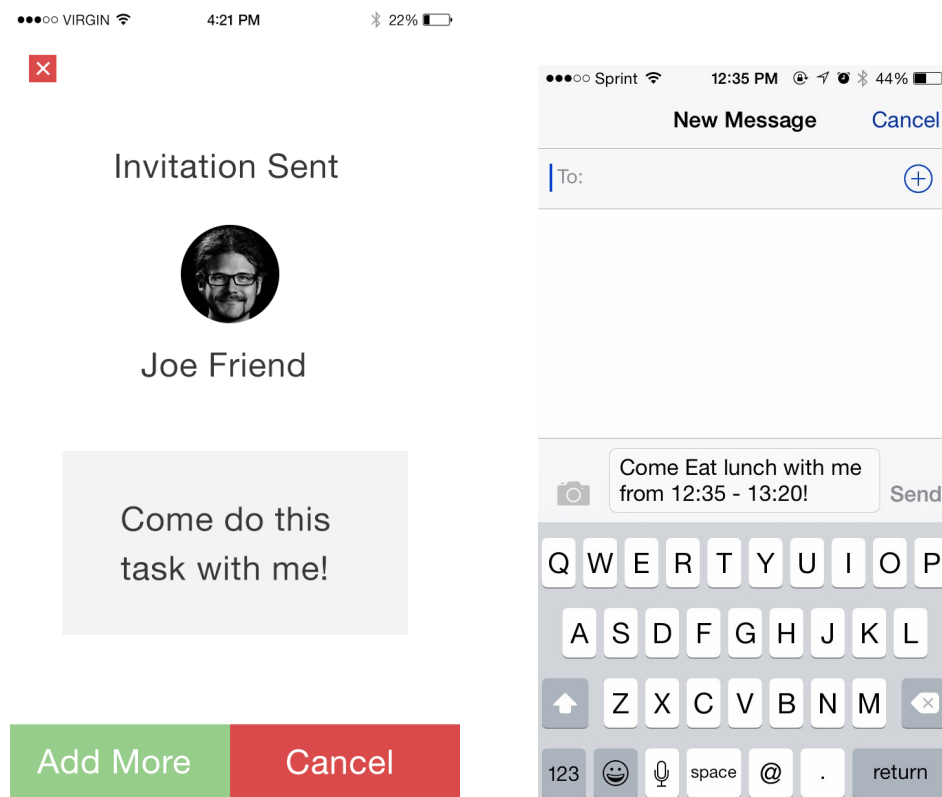 VIRGIN 4:21 PM 22%
Invitation Sent
Joe Friend
Come do this
task with me!
Add More Cancel
Sprint 12:35 PM 44%
New Message Cancel
To:
Come Eat lunch with me
from 12:35 - 13:20!
Send
Q W E R T Y U I O P
A S D F G H J K L
Z X C V B N M
123 space @ . return